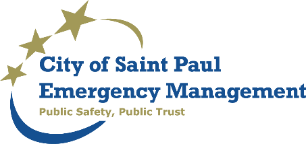 City of Saint Paul
Emergency Management
Public Safety, Public Trust